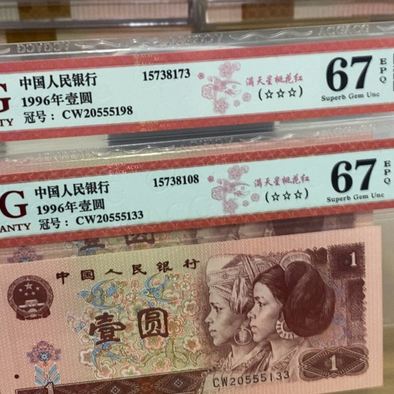 中国人民银行 15738173 满天星桃花红 67 EPQ
G 1996年壹圆 (☆☆☆) Superb Gem Unc
ANTY 冠号: CW20555198
中国人民银行 15738108 满天星桃花红 67 EPQ
G 1996年壹圆 (☆☆☆) Superb Gem Unc
ANTY 冠号: CW20555133
中国人民银行 1
壹圆
CW20555133 1